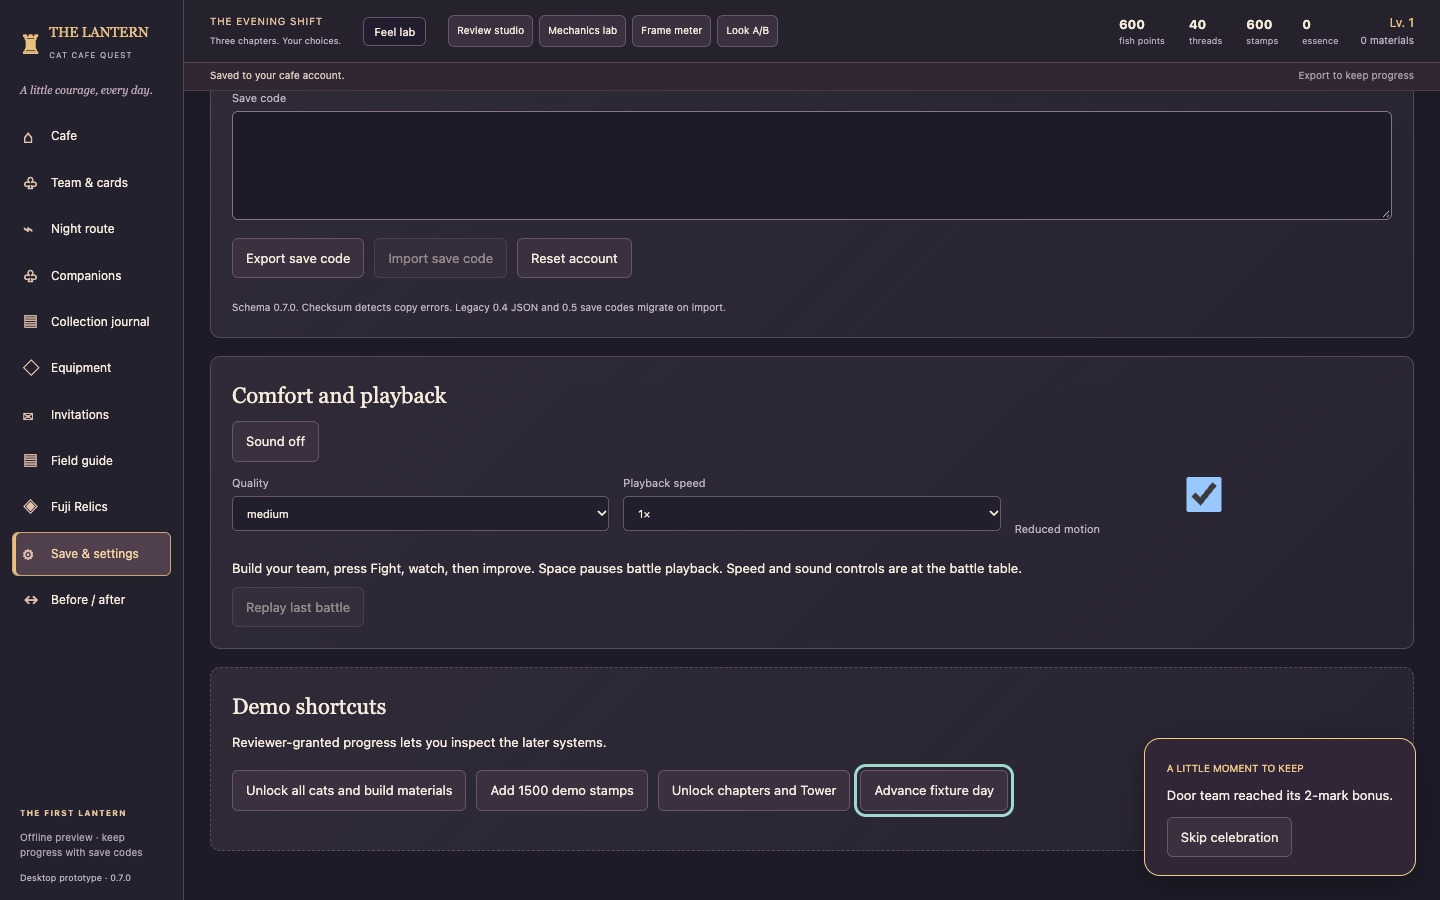 THE LANTERN
CAT CAFE QUEST
A little courage, every day.
Cafe
Team & cards
Night route
Companions
Collection journal
Equipment
Invitations
Field guide
Fuji Relics
Save & settings
Before / after
THE FIRST LANTERN
Offline preview · keep
progress with save codes
Desktop prototype · 0.7.0
THE EVENING SHIFT
Three chapters. Your choices.
Feel lab
Review studio
Mechanics lab
Frame meter
Look A/B
600 fish points
40 threads
600 stamps
0 essence
Lv. 1
0 materials
Saved to your cafe account.
Export to keep progress
Save code
Export save code
Import save code
Reset account
Schema 0.7.0. Checksum detects copy errors. Legacy 0.4 JSON and 0.5 save codes migrate on import.
Comfort and playback
Sound off
Quality
Playback speed
medium
1×
Reduced motion
Build your team, press Fight, watch, then improve. Space pauses battle playback. Speed and sound controls are at the battle table.
Replay last battle
Demo shortcuts
Reviewer-granted progress lets you inspect the later systems.
Unlock all cats and build materials
Add 1500 demo stamps
Unlock chapters and Tower
Advance fixture day
A LITTLE MOMENT TO KEEP
Door team reached its 2-mark bonus.
Skip celebration